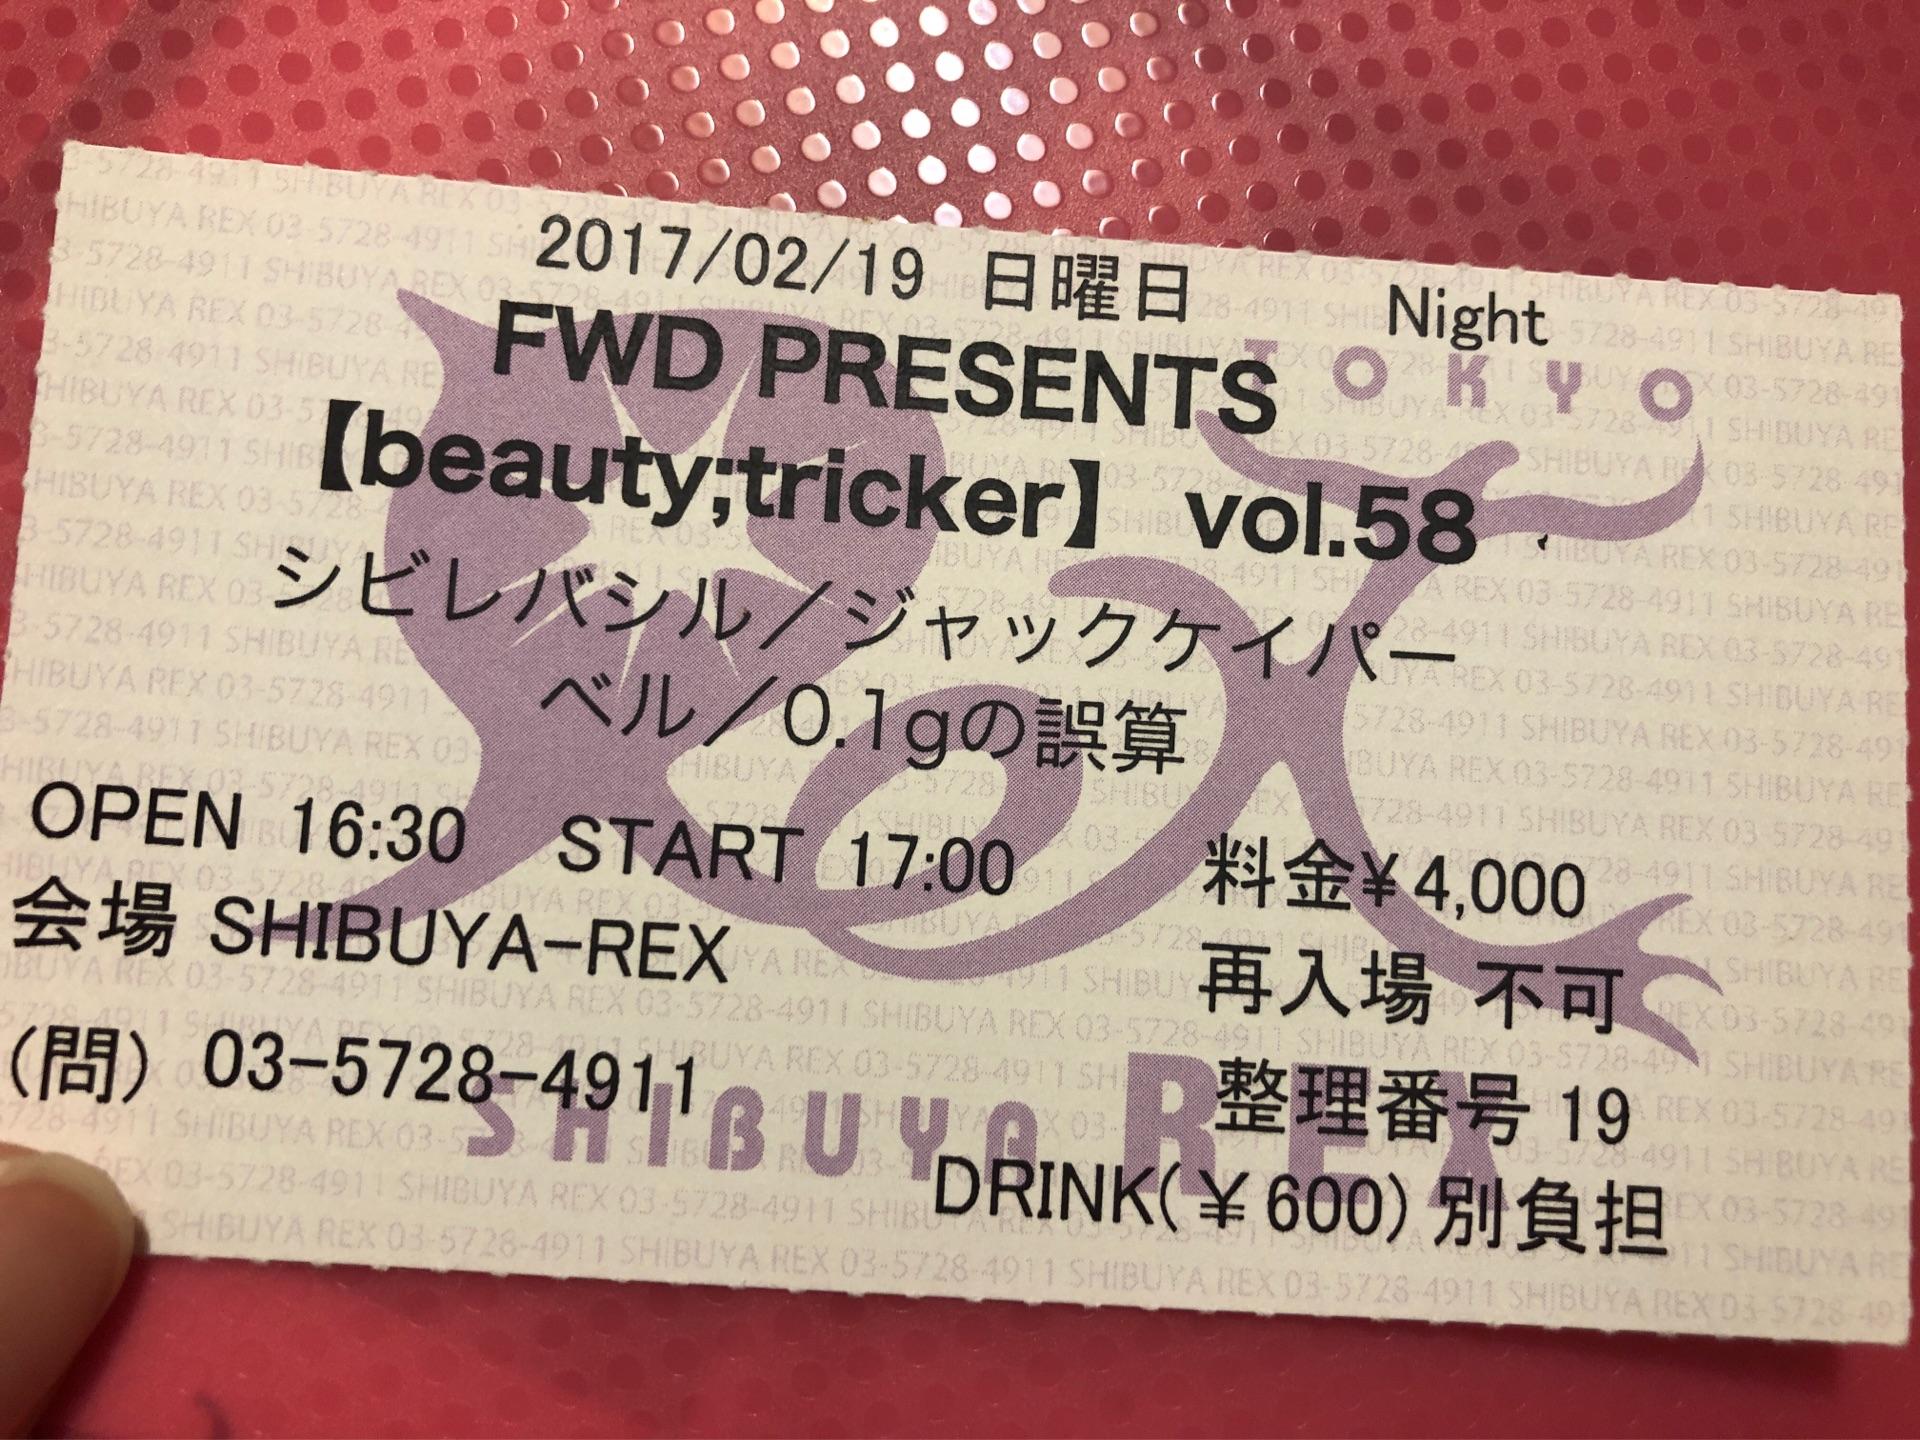 2017/02/19 日曜日 Night
FWD PRESENTS
TOKYO
【beauty;tricker】 vol.58
シビレバシル／ジャックケイパー
ベル／0.1gの誤算
OPEN 16:30 START 17:00 料金¥4,000
会場 SHIBUYA-REX 再入場 不可
(問) 03-5728-4911 整理番号 19
SHIBUYA REX
DRINK(￥600) 別負担